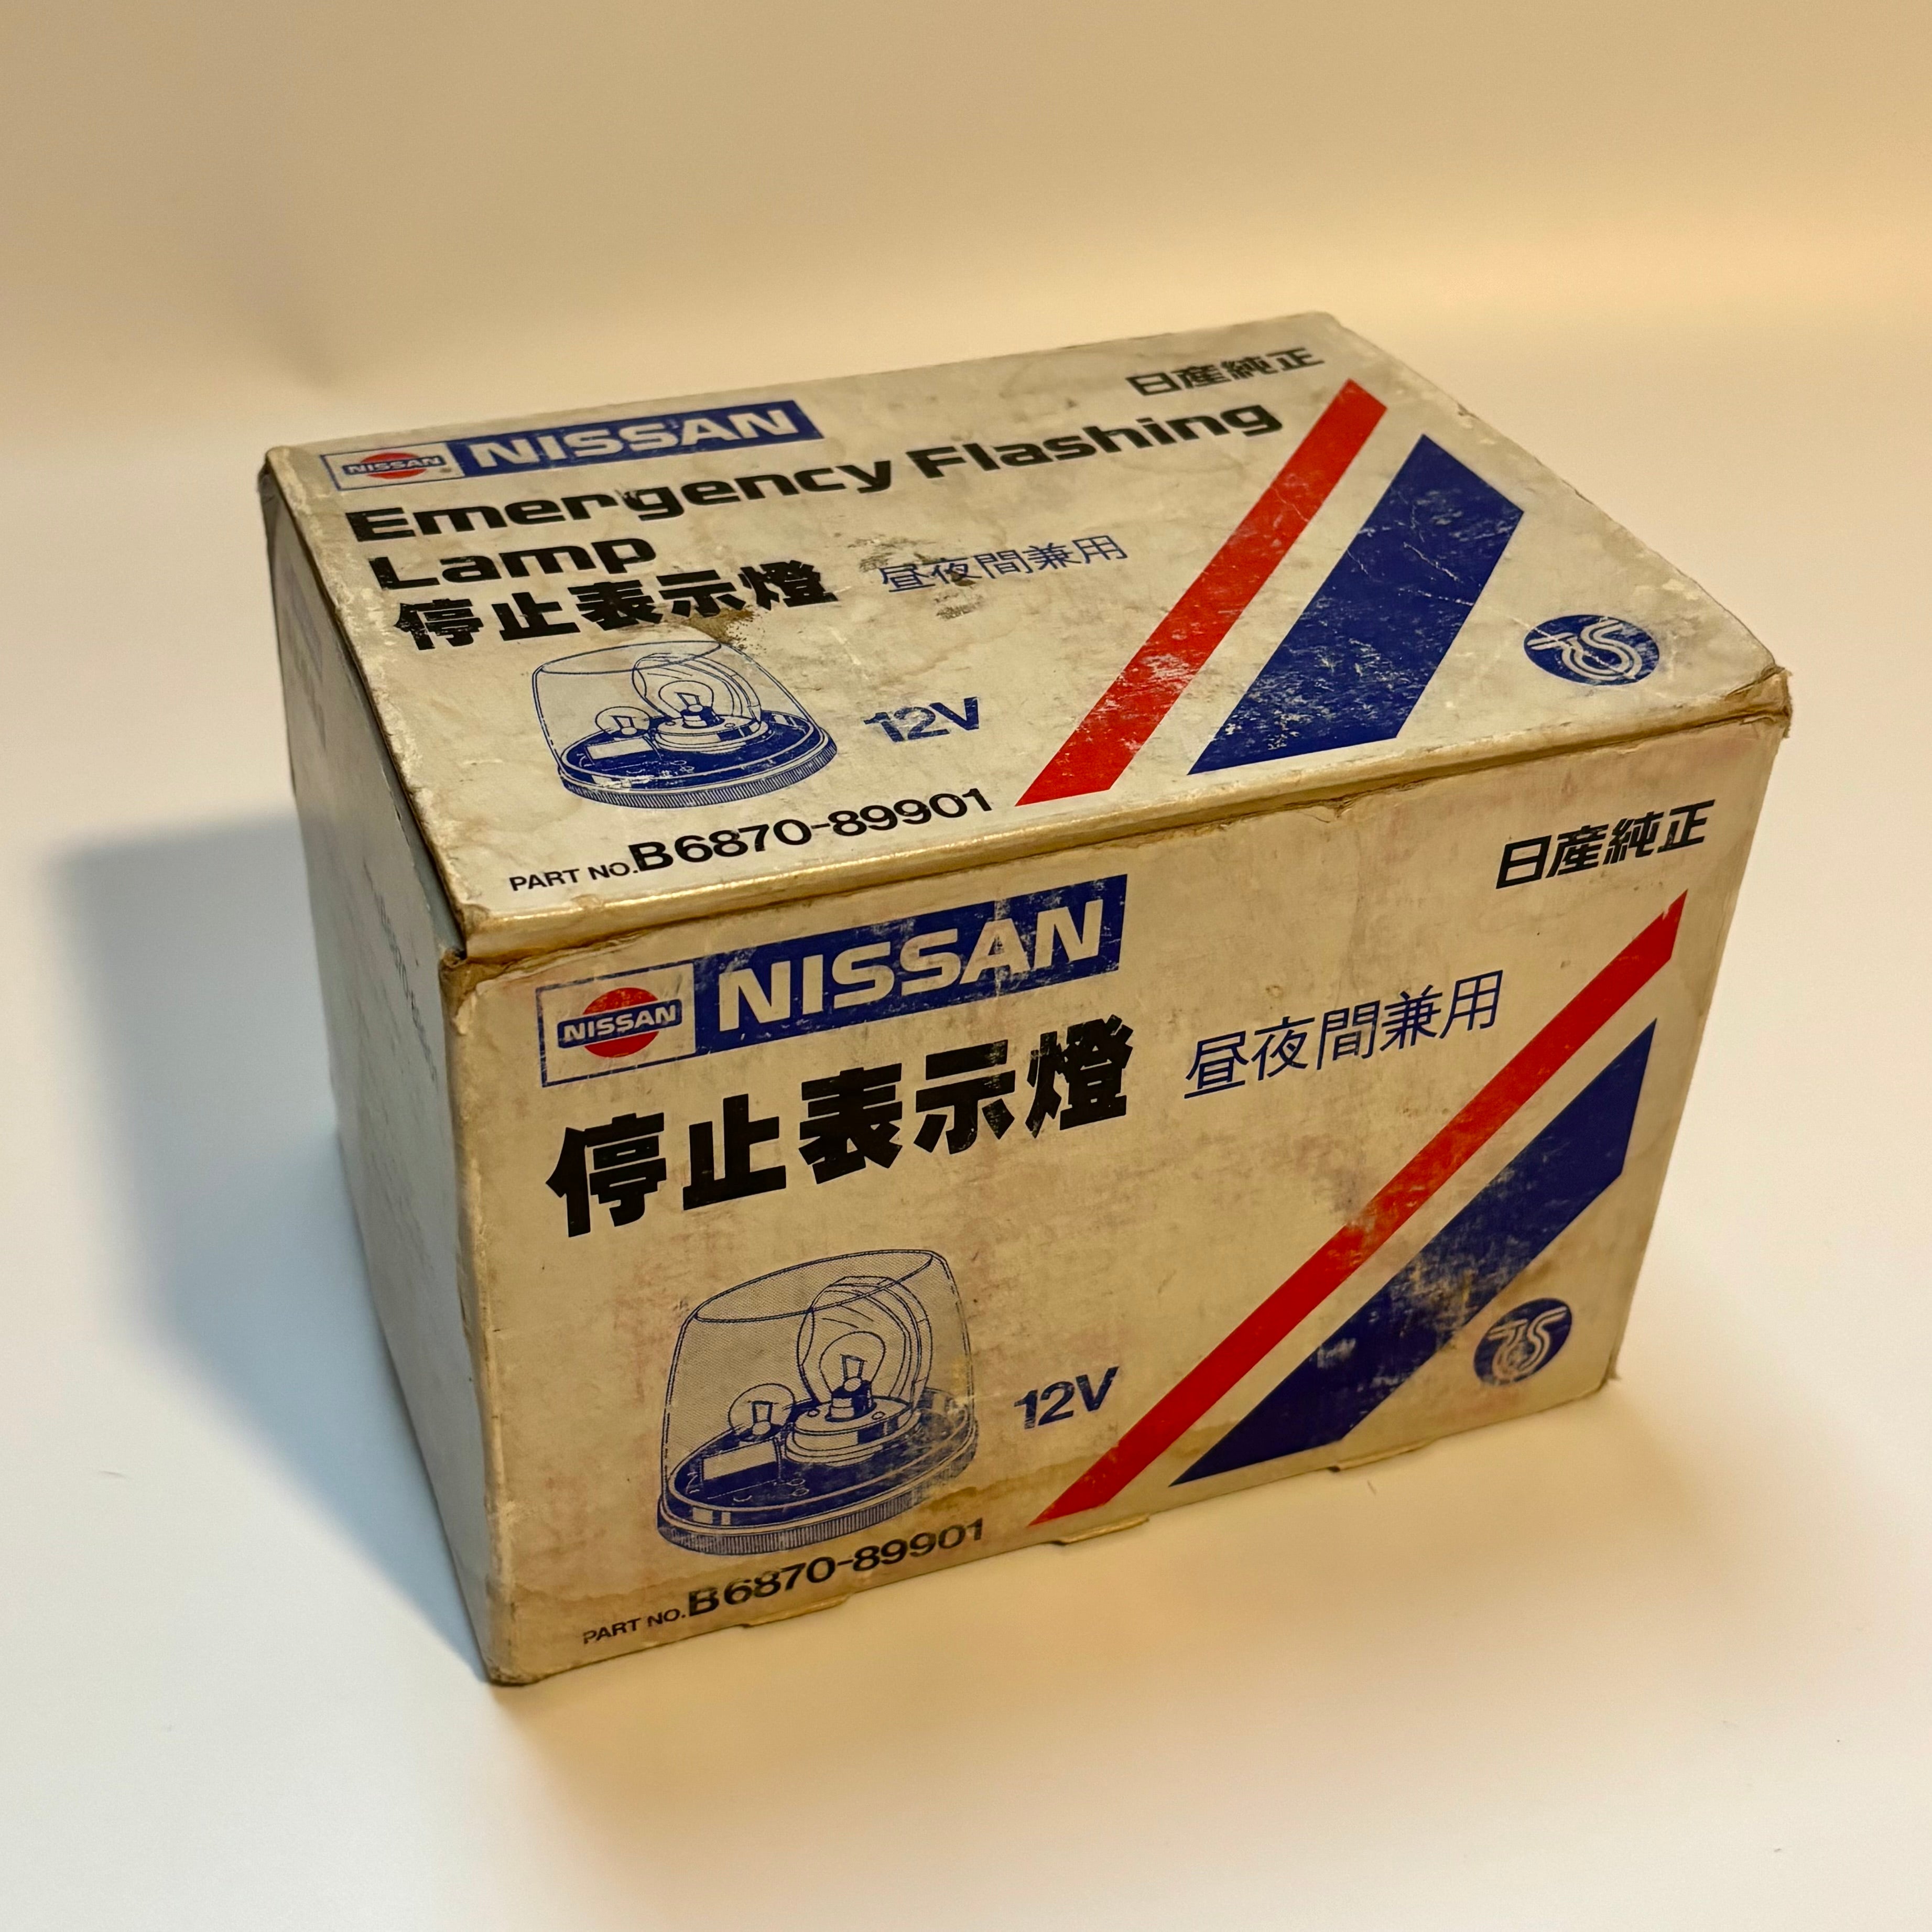 日産純正
NISSAN NISSAN
Emergency Flashing
Lamp
停止表示燈 昼夜間兼用
12V
PART NO. B6870-89901
日産純正
NISSAN NISSAN
停止表示燈 昼夜間兼用
12V
PART NO. B6870-89901